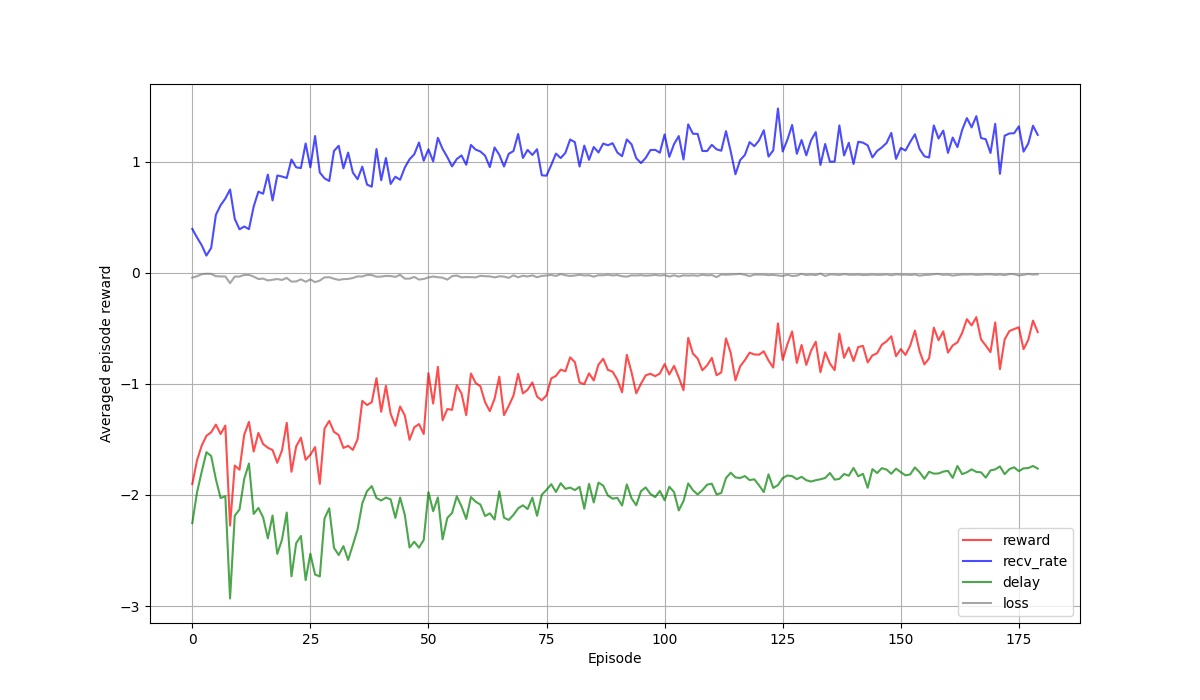 Averaged episode reward
1
0
−1
−2
−3
0
25
50
75
100
125
150
175
Episode
reward
recv_rate
delay
loss